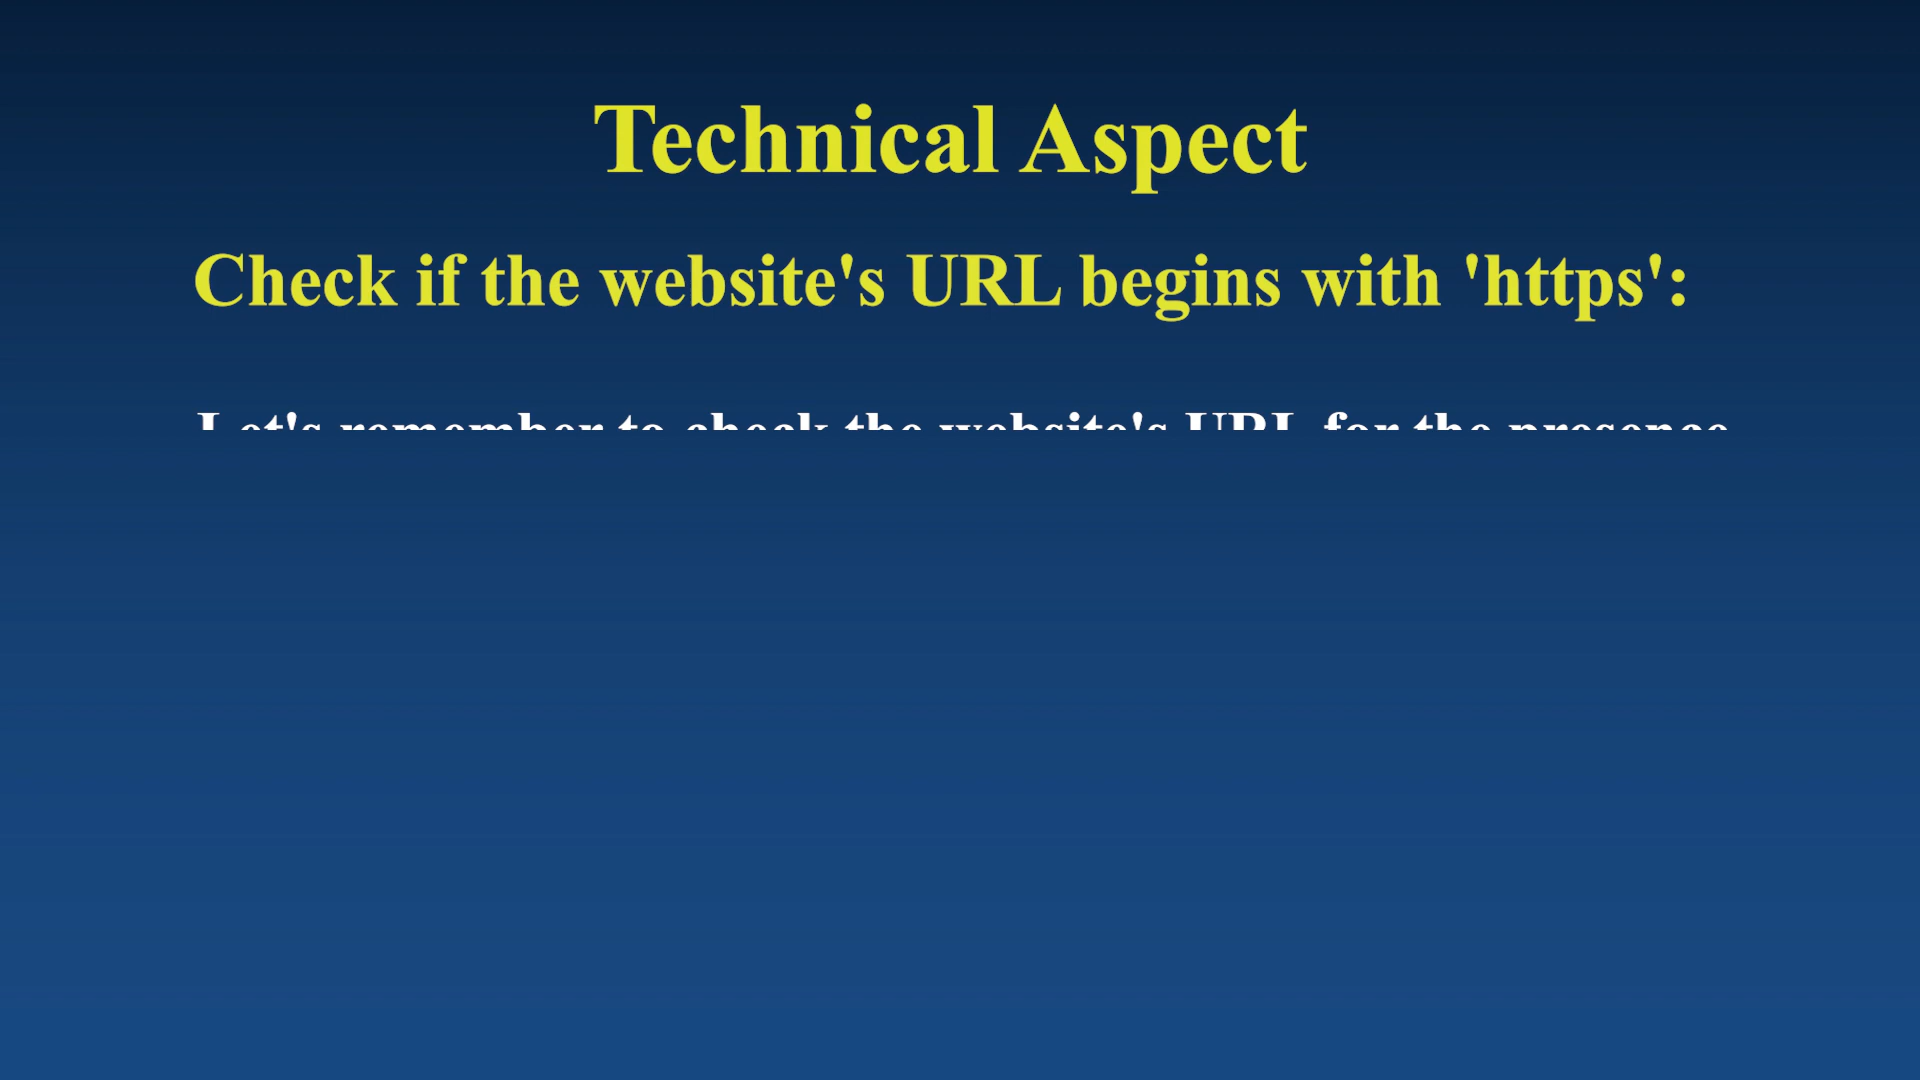 Technical Aspect
Check if the website's URL begins with 'https':
Let's remember to check the website's URL for the presence